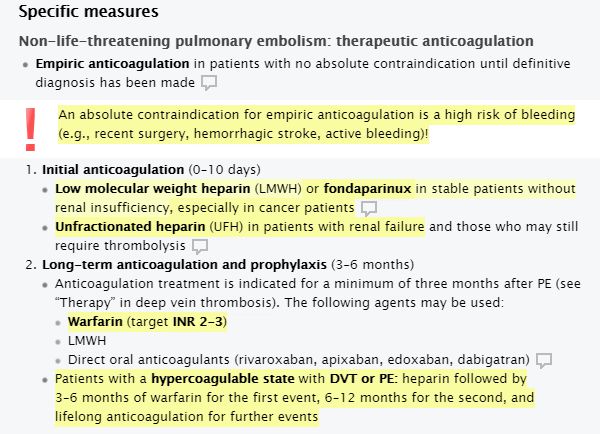 Specific measures
Non-life-threatening pulmonary embolism: therapeutic anticoagulation
Empiric anticoagulation in patients with no absolute contraindication until definitive
diagnosis has been made
An absolute contraindication for empiric anticoagulation is a high risk of bleeding
(e.g., recent surgery, hemorrhagic stroke, active bleeding)!
1. Initial anticoagulation (0–10 days)
Low molecular weight heparin (LMWH) or fondaparinux in stable patients without
renal insufficiency, especially in cancer patients
Unfractionated heparin (UFH) in patients with renal failure and those who may still
require thrombolysis
2. Long-term anticoagulation and prophylaxis (3–6 months)
Anticoagulation treatment is indicated for a minimum of three months after PE (see
“Therapy” in deep vein thrombosis). The following agents may be used:
Warfarin (target INR 2–3)
LMWH
Direct oral anticoagulants (rivaroxaban, apixaban, edoxaban, dabigatran)
Patients with a hypercoagulable state with DVT or PE: heparin followed by
3–6 months of warfarin for the first event, 6–12 months for the second, and
lifelong anticoagulation for further events